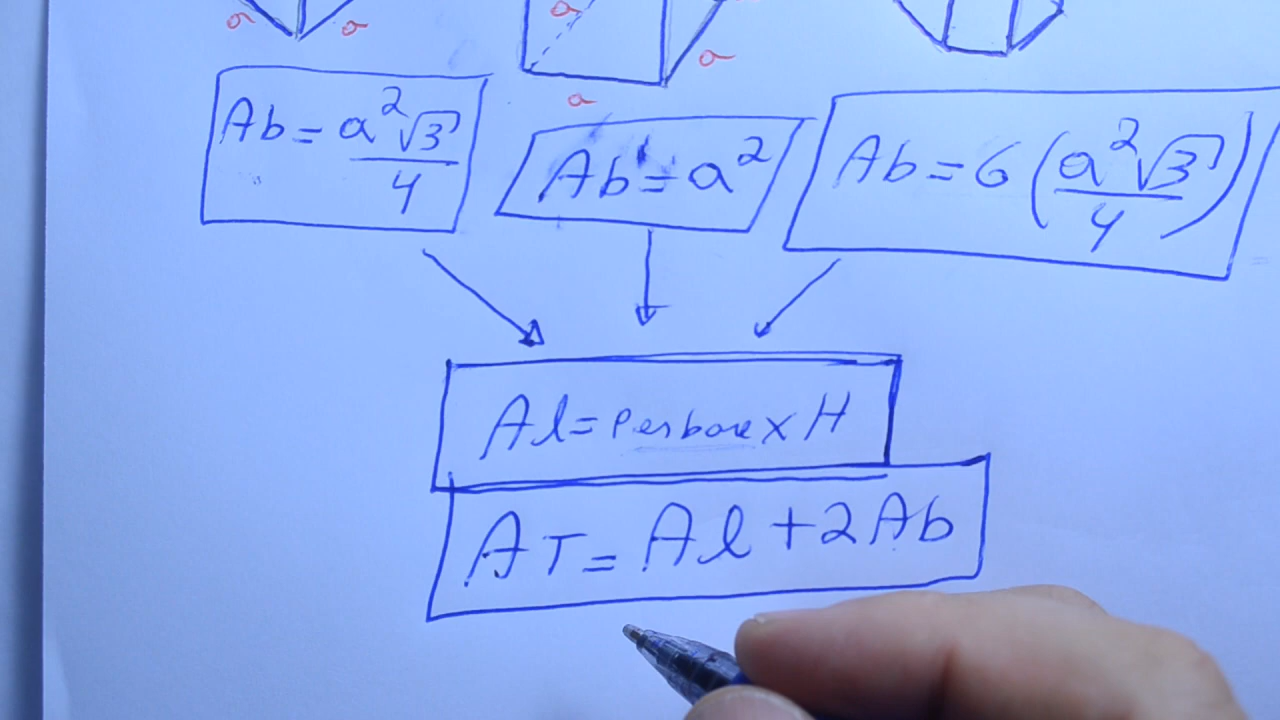 a a a a a
Ab = a²√3/4
Ab = a²
Ab = 6(a²√3/4)
Al = Perbase x H
AT = Al + 2Ab